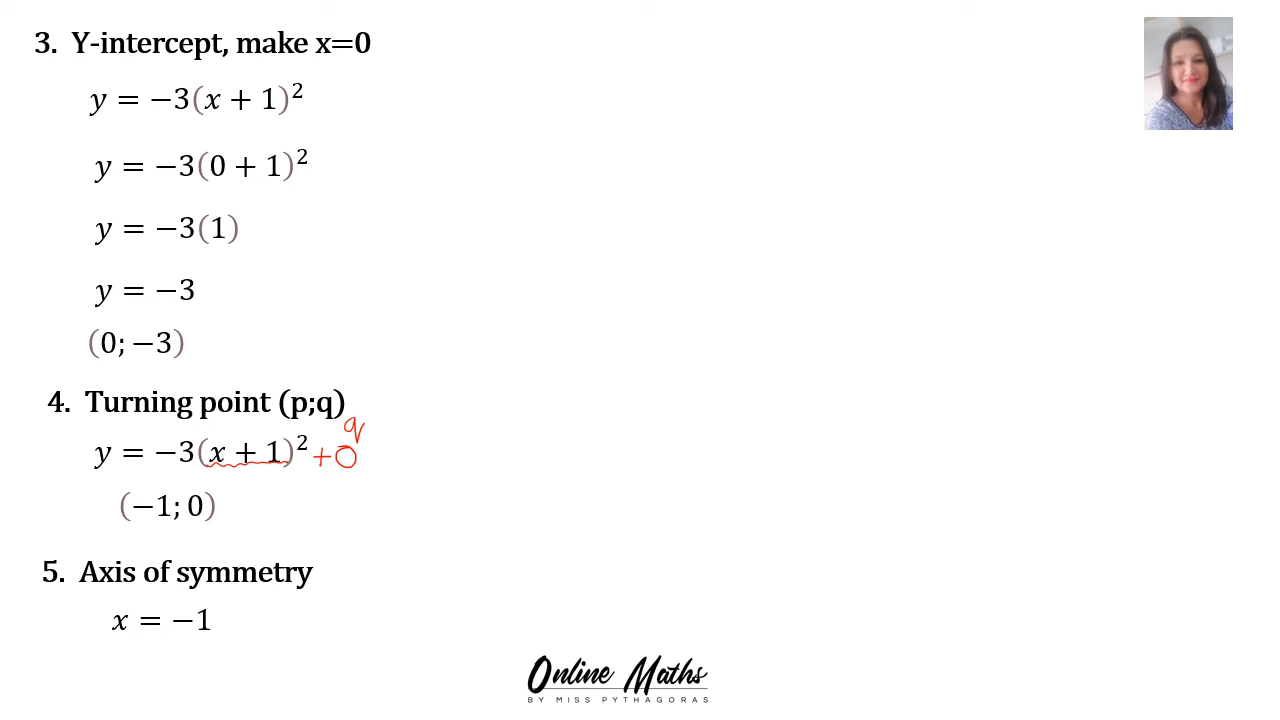 3. Y-intercept, make x=0
y = −3(x + 1)²
y = −3(0 + 1)²
y = −3(1)
y = −3
(0; −3)
4. Turning point (p;q)
q
y = −3(x + 1)² +0
(−1; 0)
5. Axis of symmetry
x = −1
Online Maths
BY MISS PYTHAGORAS